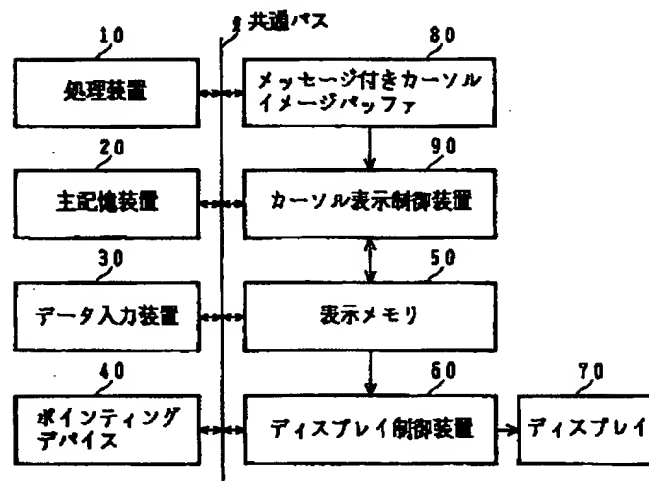 9 共通バス
10
処理装置
80
メッセージ付きカーソル
イメージバッファ
20
主記憶装置
90
カーソル表示制御装置
30
データ入力装置
50
表示メモリ
40
ポインティング
デバイス
60
ディスプレイ制御装置
70
ディスプレイ